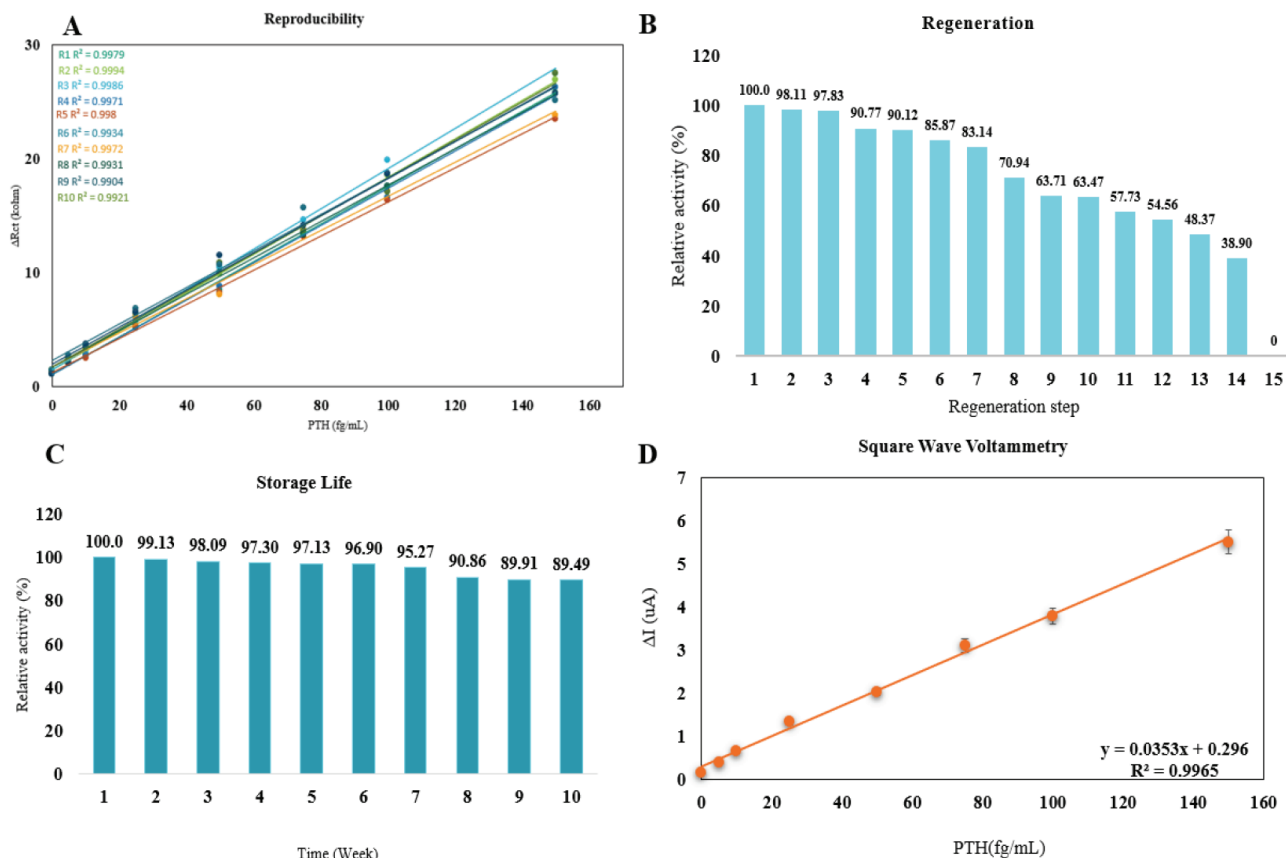 A
Reproducibility
R1 R² = 0.9979
R2 R² = 0.9994
R3 R² = 0.9986
R4 R² = 0.9971
R5 R² = 0.998
R6 R² = 0.9934
R7 R² = 0.9972
R8 R² = 0.9931
R9 R² = 0.9904
R10 R² = 0.9921
ΔRct (kohm)
30
20
10
0
0 20 40 60 80 100 120 140 160
PTH (fg/mL)
B
Regeneration
Relative activity (%)
120
100
80
60
40
20
0
100.0 98.11 97.83 90.77 90.12 85.87 83.14 70.94 63.71 63.47 57.73 54.56 48.37 38.90 0
1 2 3 4 5 6 7 8 9 10 11 12 13 14 15
Regeneration step
C
Storage Life
Relative activity (%)
120
100
80
60
40
20
0
100.0 99.13 98.09 97.30 97.13 96.90 95.27 90.86 89.91 89.49
1 2 3 4 5 6 7 8 9 10
Time (Week)
D
Square Wave Voltammetry
ΔI (uA)
7
6
5
4
3
2
1
0
y = 0.0353x + 0.296
R² = 0.9965
0 20 40 60 80 100 120 140 160
PTH(fg/mL)